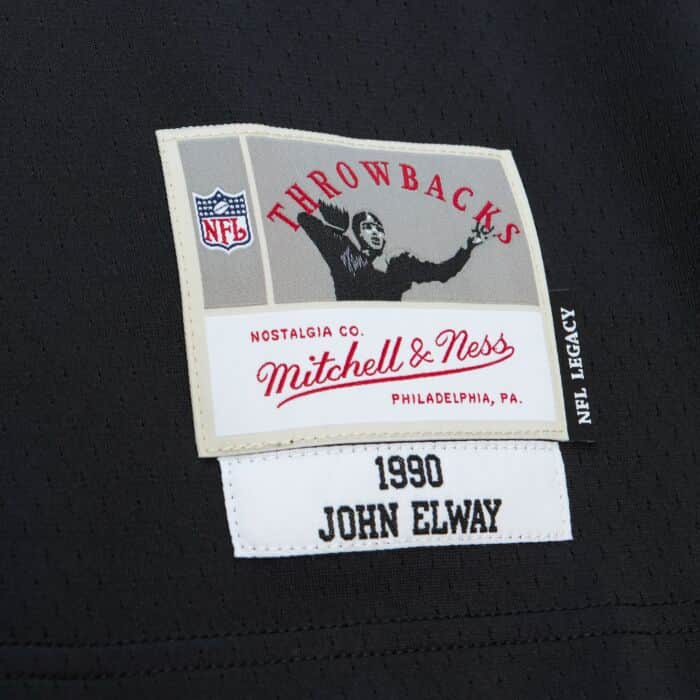 THROWBACKS
NFL
NOSTALGIA CO.
Mitchell & Ness
PHILADELPHIA, PA.
NFL LEGACY
1990
JOHN ELWAY